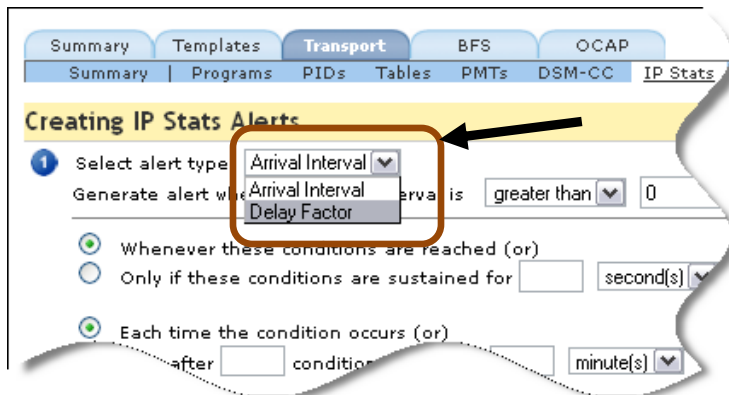 Summary Templates Transport BFS OCAP
Summary | Programs PIDs Tables PMTs DSM-CC IP Stats
Creating IP Stats Alerts
1 Select alert type Arrival Interval
Generate alert wh erval is greater than 0
Arrival Interval
Delay Factor
Whenever these conditions are reached (or)
Only if these conditions are sustained for second(s)
Each time the condition occurs (or)
after condition minute(s)